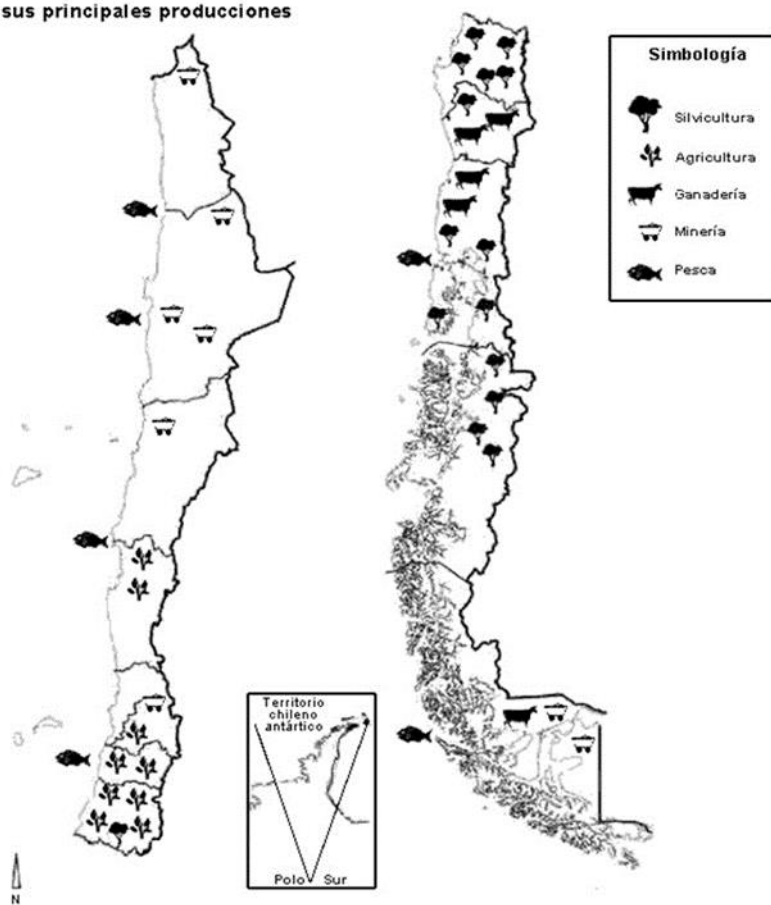 sus principales producciones
Simbología
Silvicultura
Agricultura
Ganadería
Minería
Pesca
Territorio
chileno
antártico
Polo Sur
N